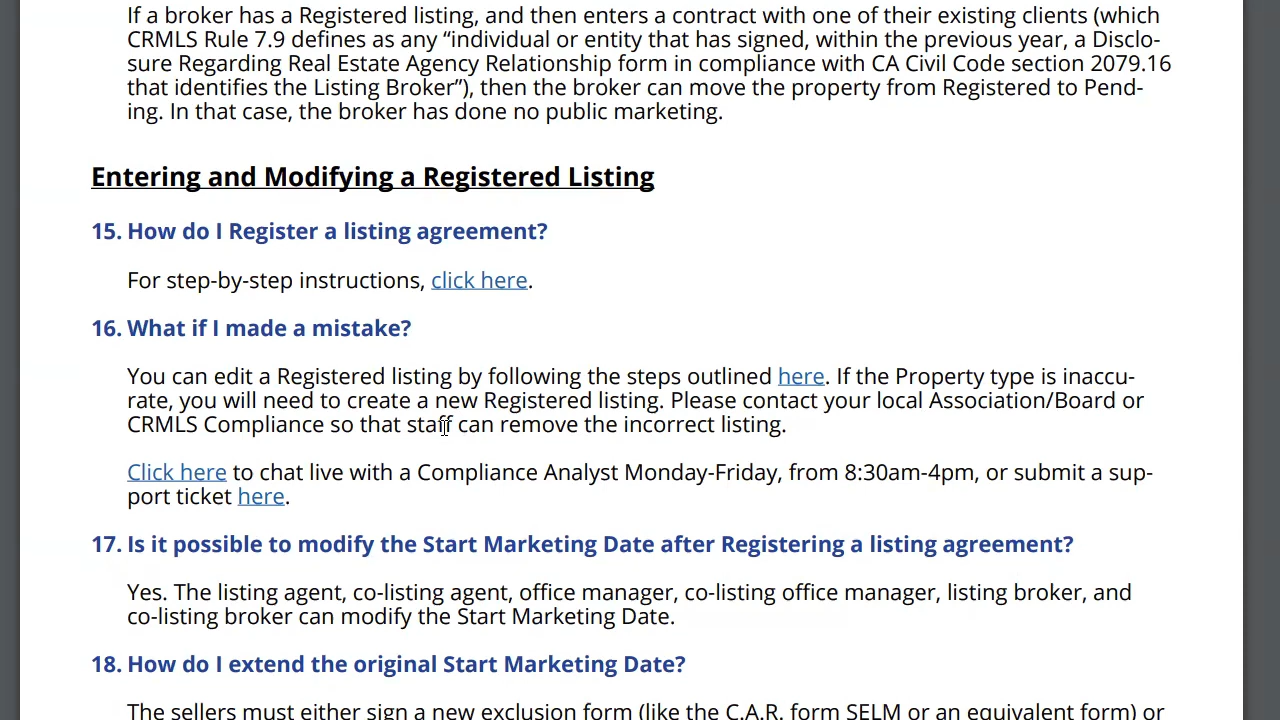 If a broker has a Registered listing, and then enters a contract with one of their existing clients (which
CRMLS Rule 7.9 defines as any “individual or entity that has signed, within the previous year, a Disclo-
sure Regarding Real Estate Agency Relationship form in compliance with CA Civil Code section 2079.16
that identifies the Listing Broker”), then the broker can move the property from Registered to Pend-
ing. In that case, the broker has done no public marketing.
Entering and Modifying a Registered Listing
15. How do I Register a listing agreement?
For step-by-step instructions, click here.
16. What if I made a mistake?
You can edit a Registered listing by following the steps outlined here. If the Property type is inaccu-
rate, you will need to create a new Registered listing. Please contact your local Association/Board or
CRMLS Compliance so that staff can remove the incorrect listing.
Click here to chat live with a Compliance Analyst Monday-Friday, from 8:30am-4pm, or submit a sup-
port ticket here.
17. Is it possible to modify the Start Marketing Date after Registering a listing agreement?
Yes. The listing agent, co-listing agent, office manager, co-listing office manager, listing broker, and
co-listing broker can modify the Start Marketing Date.
18. How do I extend the original Start Marketing Date?
The sellers must either sign a new exclusion form (like the C.A.R. form SELM or an equivalent form) or